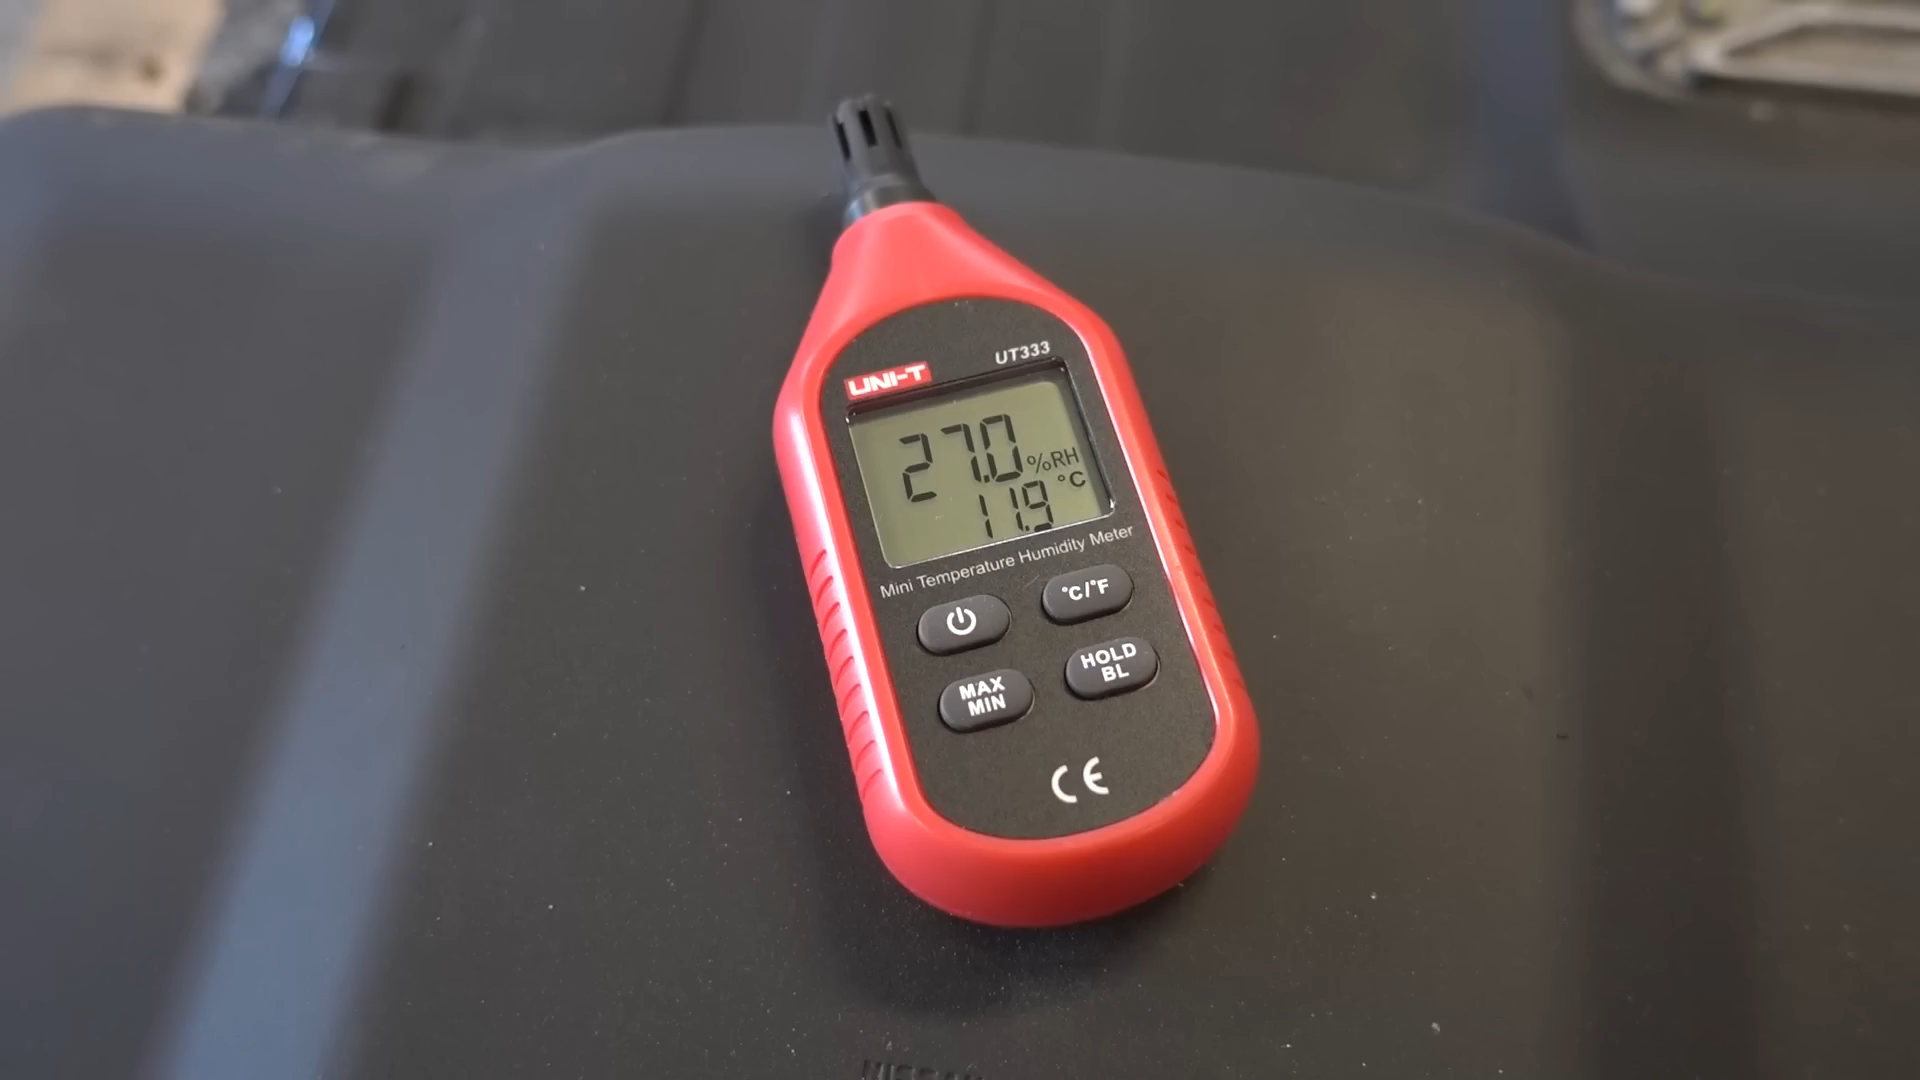 UT333
UNI-T
27.0 %RH
11.9 °C
Mini Temperature Humidity Meter
°C/°F
HOLD
BL
MAX
MIN
CE